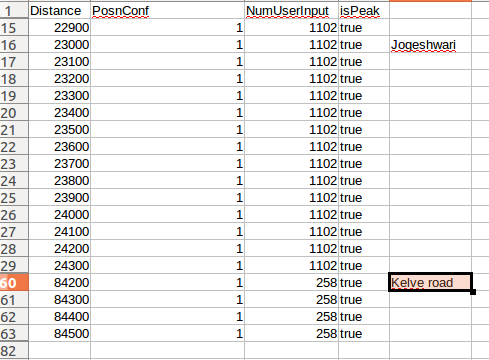 1 Distance PosnConf NumUserInput isPeak
15 22900 1 1102 true
16 23000 1 1102 true Jogeshwari
17 23100 1 1102 true
18 23200 1 1102 true
19 23300 1 1102 true
20 23400 1 1102 true
21 23500 1 1102 true
22 23600 1 1102 true
23 23700 1 1102 true
24 23800 1 1102 true
25 23900 1 1102 true
26 24000 1 1102 true
27 24100 1 1102 true
28 24200 1 1102 true
29 24300 1 1102 true
60 84200 1 258 true Kelve road
61 84300 1 258 true
62 84400 1 258 true
63 84500 1 258 true
82